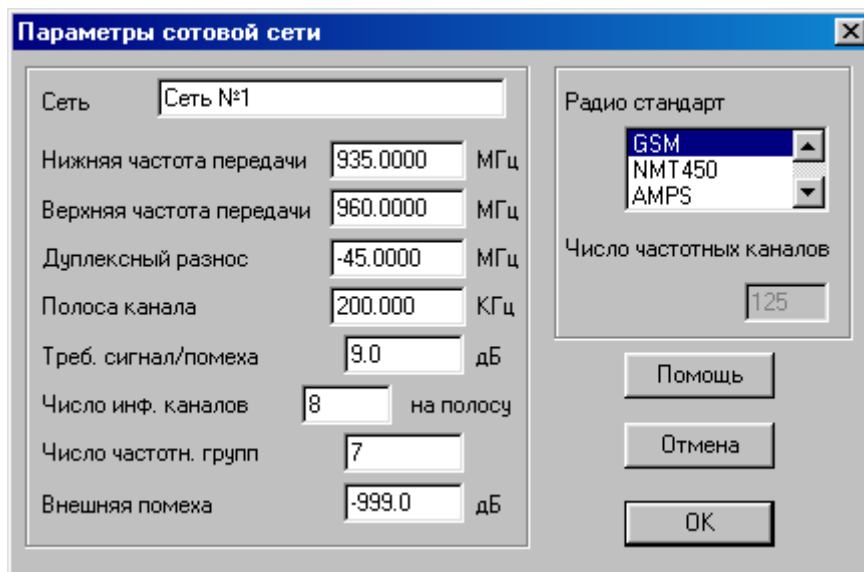 Параметры сотовой сети
Сеть Сеть №1
Нижняя частота передачи 935.0000 МГц
Верхняя частота передачи 960.0000 МГц
Дуплексный разнос -45.0000 МГц
Полоса канала 200.000 КГц
Треб. сигнал/помеха 9.0 дБ
Число инф. каналов 8 на полосу
Число частотн. групп 7
Внешняя помеха -999.0 дБ
Радио стандарт
GSM
NMT450
AMPS
Число частотных каналов
125
Помощь
Отмена
OK